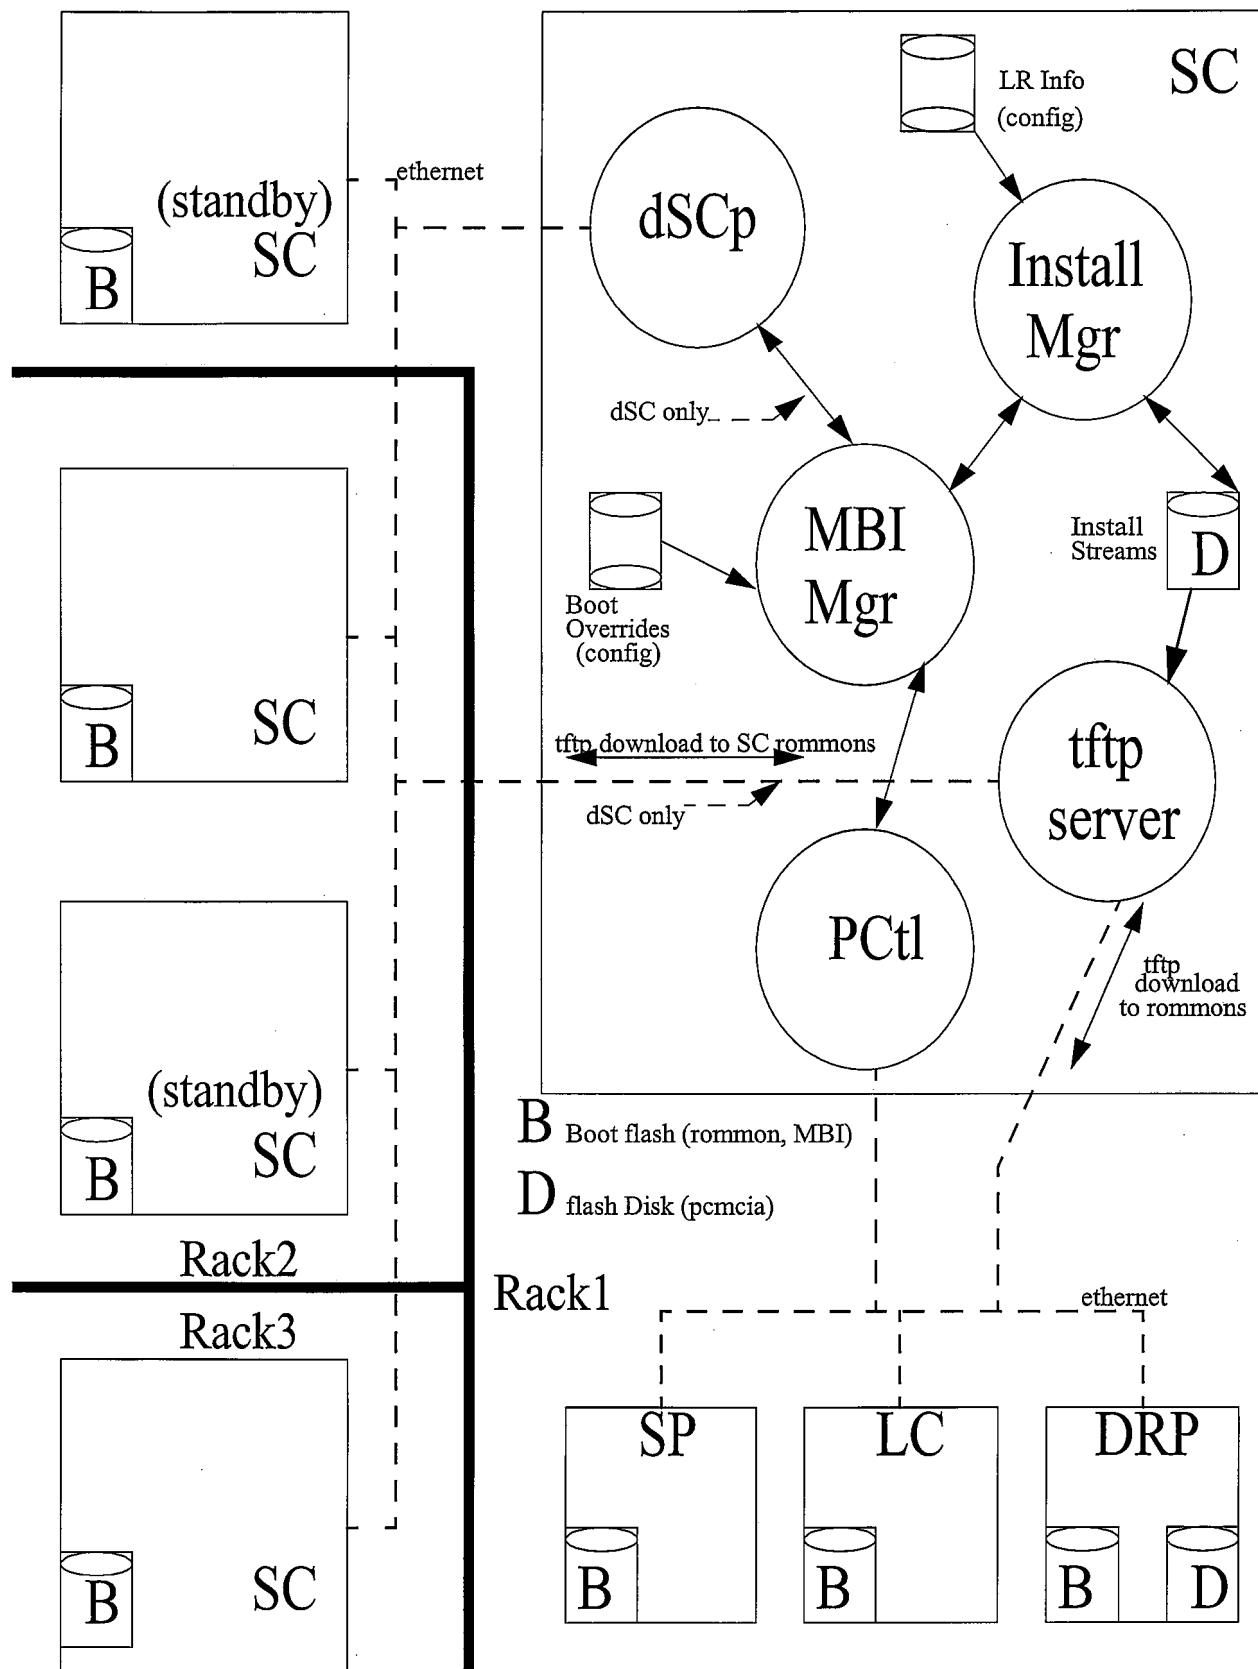 SC
LR Info
(config)
ethernet
(standby)
SC
B
dSCp
Install
Mgr
dSC only
MBI
Mgr
Install
Streams
D
Boot
Overrides
(config)
SC
B
tftp download to SC rommons
dSC only
tftp
server
PCtl
tftp
download
to rommons
(standby)
SC
B
B Boot flash (rommon, MBI)
D flash Disk (pcmcia)
Rack2
Rack1
Rack3
ethernet
SC
B
SP
B
LC
B
DRP
B
D